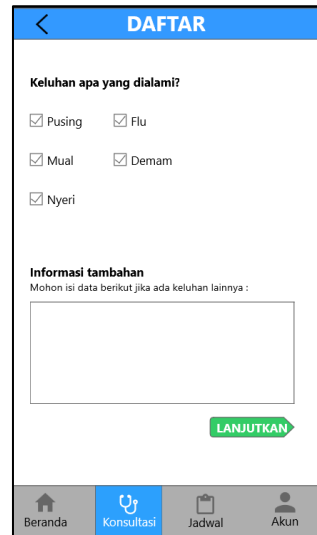 DAFTAR
Keluhan apa yang dialami?
Pusing Flu
Mual Demam
Nyeri
Informasi tambahan
Mohon isi data berikut jika ada keluhan lainnya :
LANJUTKAN
Beranda Konsultasi Jadwal Akun